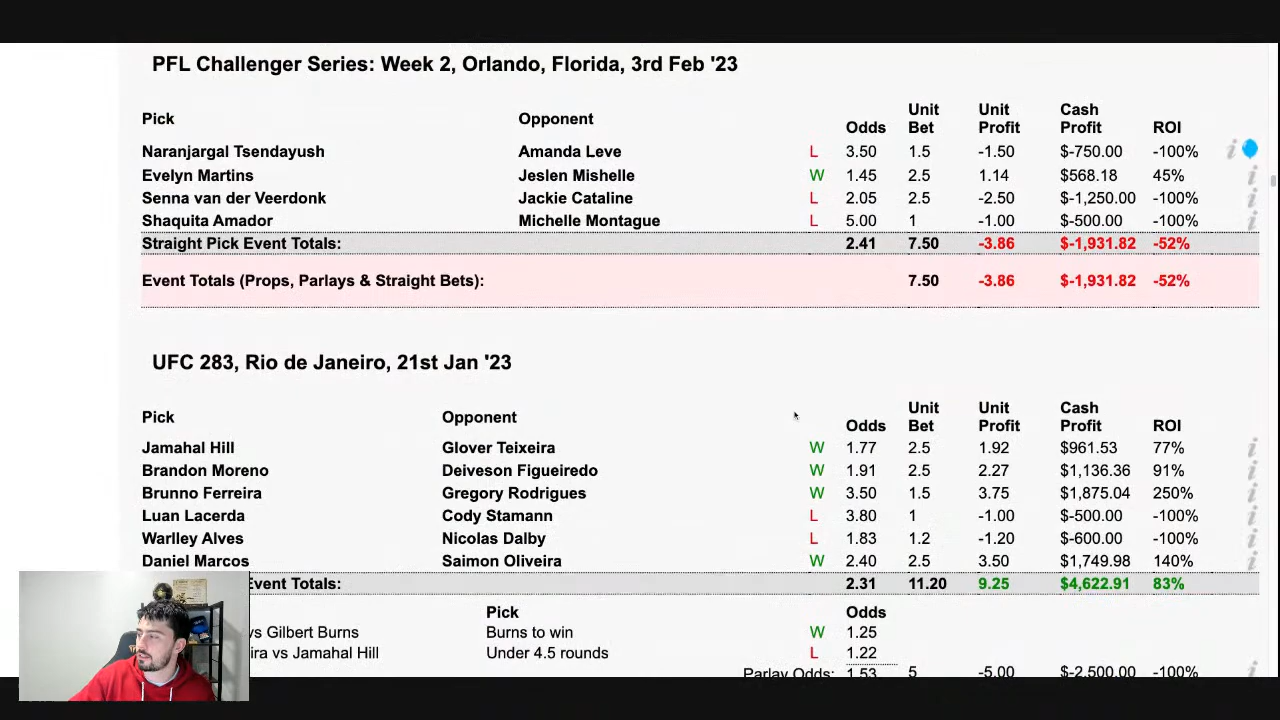 PFL Challenger Series: Week 2, Orlando, Florida, 3rd Feb '23
Pick Opponent Odds Unit Bet Unit Profit Cash Profit ROI
Naranjargal Tsendayush Amanda Leve L 3.50 1.5 -1.50 $-750.00 -100%
Evelyn Martins Jeslen Mishelle W 1.45 2.5 1.14 $568.18 45%
Senna van der Veerdonk Jackie Cataline L 2.05 2.5 -2.50 $-1,250.00 -100%
Shaquita Amador Michelle Montague L 5.00 1 -1.00 $-500.00 -100%
Straight Pick Event Totals: 2.41 7.50 -3.86 $-1,931.82 -52%
Event Totals (Props, Parlays & Straight Bets): 7.50 -3.86 $-1,931.82 -52%
UFC 283, Rio de Janeiro, 21st Jan '23
Pick Opponent Odds Unit Bet Unit Profit Cash Profit ROI
Jamahal Hill Glover Teixeira W 1.77 2.5 1.92 $961.53 77%
Brandon Moreno Deiveson Figueiredo W 1.91 2.5 2.27 $1,136.36 91%
Brunno Ferreira Gregory Rodrigues W 3.50 1.5 3.75 $1,875.04 250%
Luan Lacerda Cody Stamann L 3.80 1 -1.00 $-500.00 -100%
Warlley Alves Nicolas Dalby L 1.83 1.2 -1.20 $-600.00 -100%
Daniel Marcos Saimon Oliveira W 2.40 2.5 3.50 $1,749.98 140%
Event Totals: 2.31 11.20 9.25 $4,622.91 83%
Pick Odds
vs Gilbert Burns Burns to win W 1.25
ira vs Jamahal Hill Under 4.5 rounds L 1.22
Parlay Odds: 1.53 5 -5.00 $-2,500.00 -100%